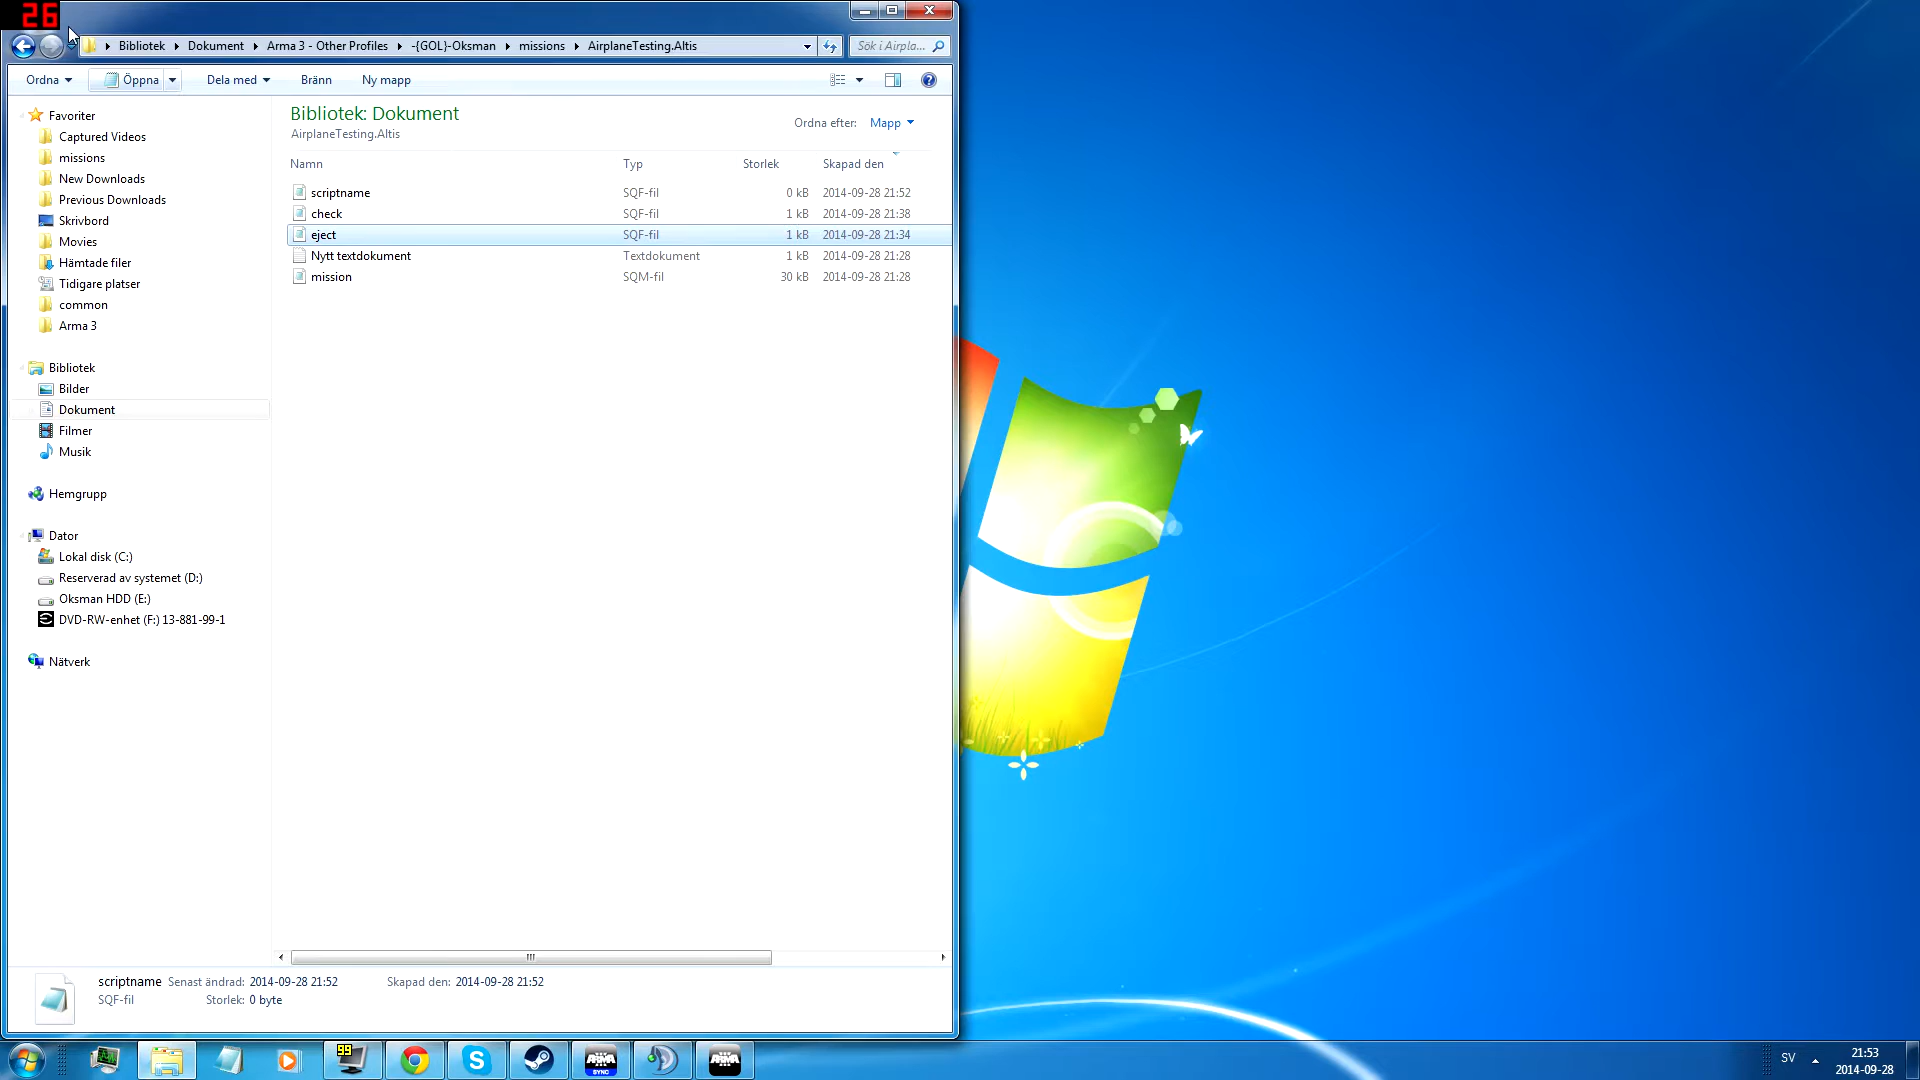 26
Bibliotek Dokument Arma 3 - Other Profiles -{GOL}-Oksman missions AirplaneTesting.Altis
Sök i Airpla...
Ordna Öppna Dela med Bränn Ny mapp
Favoriter
Captured Videos
missions
New Downloads
Previous Downloads
Skrivbord
Movies
Hämtade filer
Tidigare platser
common
Arma 3
Bibliotek
Bilder
Dokument
Filmer
Musik
Hemgrupp
Dator
Lokal disk (C:)
Reserverad av systemet (D:)
Oksman HDD (E:)
DVD-RW-enhet (F:) 13-881-99-1
Nätverk
Bibliotek: Dokument
AirplaneTesting.Altis
Ordna efter: Mapp
Namn Typ Storlek Skapad den
scriptname SQF-fil 0 kB 2014-09-28 21:52
check SQF-fil 1 kB 2014-09-28 21:38
eject SQF-fil 1 kB 2014-09-28 21:34
Nytt textdokument Textdokument 1 kB 2014-09-28 21:28
mission SQM-fil 30 kB 2014-09-28 21:28
scriptname Senast ändrad: 2014-09-28 21:52 Skapad den: 2014-09-28 21:52
SQF-fil Storlek: 0 byte
99
ARMA
SYNC
ARMA
SV
21:53
2014-09-28